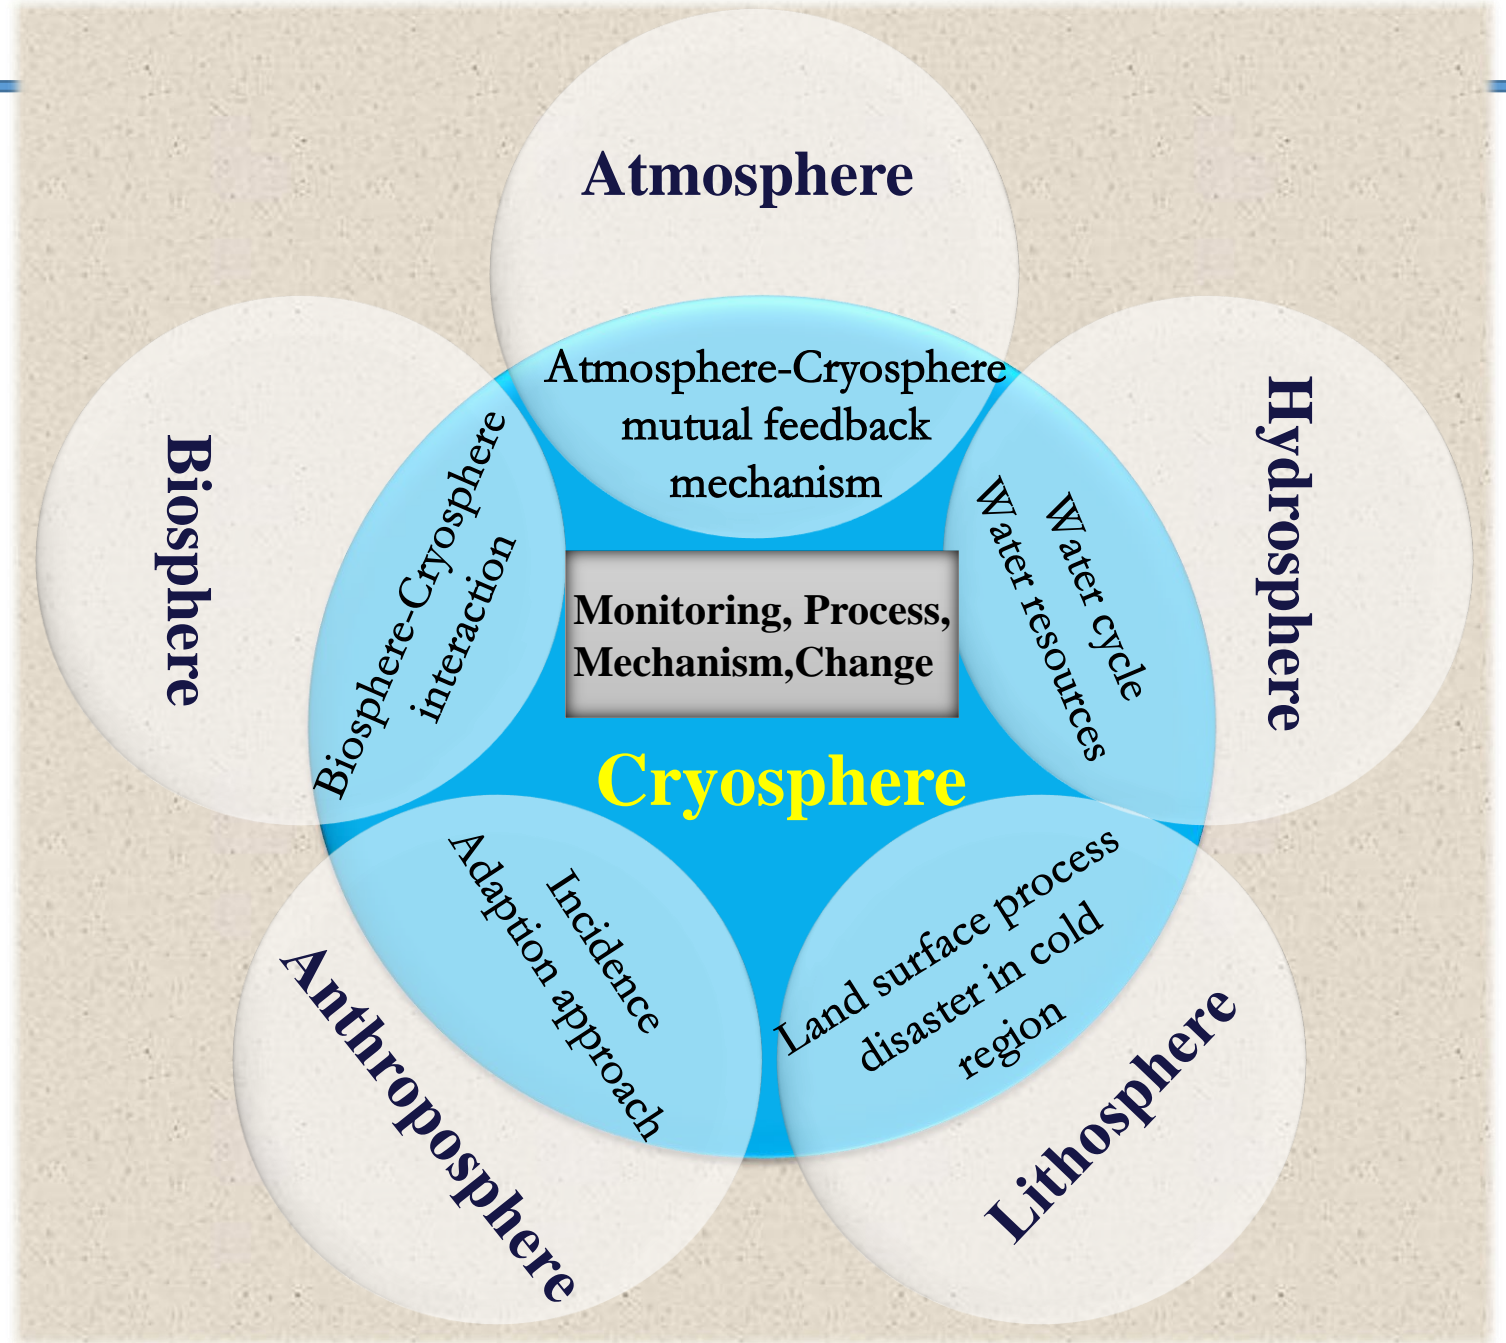 Atmosphere
Atmosphere-Cryosphere
mutual feedback
mechanism
Biosphere
Biosphere-Cryosphere
interaction
Hydrosphere
Water cycle
Water resources
Monitoring, Process,
Mechanism,Change
Cryosphere
Anthroposphere
Incidence
Adaption approach
Land surface process
disaster in cold
region
Lithosphere